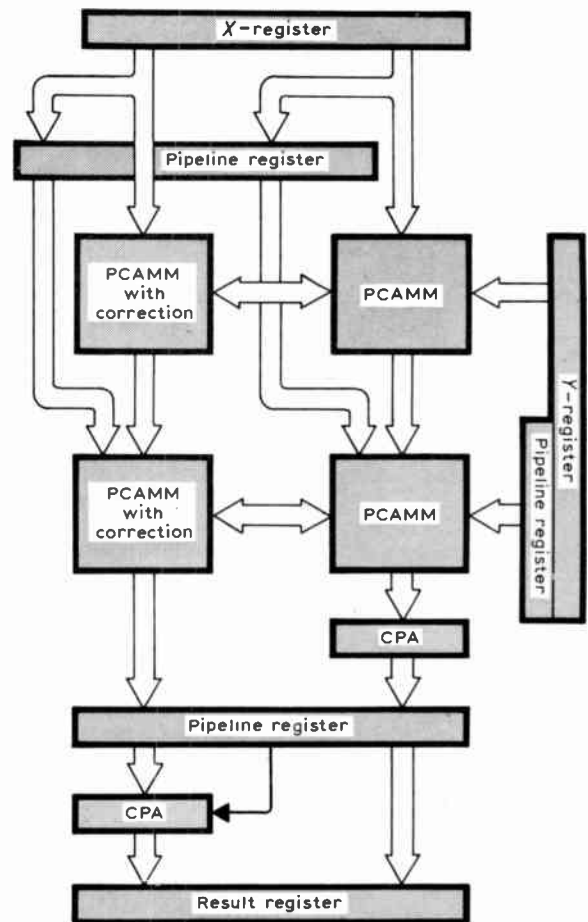 X-register
Pipeline register
PCAMM
with
correction
PCAMM
Y-register
Pipeline register
PCAMM
with
correction
PCAMM
CPA
Pipeline register
CPA
Result register